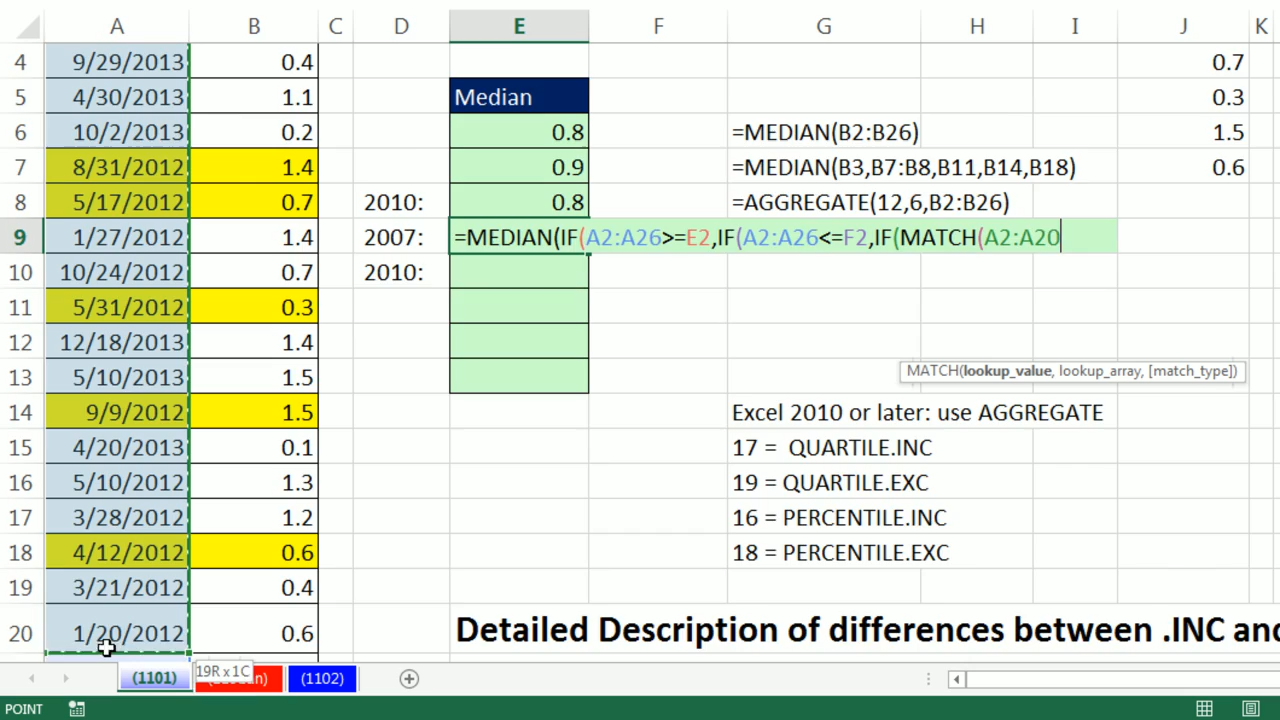 A B C D E F G H I J K
4 9/29/2013 0.4 0.7
5 4/30/2013 1.1 Median 0.3
6 10/2/2013 0.2 0.8 =MEDIAN(B2:B26) 1.5
7 8/31/2012 1.4 0.9 =MEDIAN(B3,B7:B8,B11,B14,B18) 0.6
8 5/17/2012 0.7 2010: 0.8 =AGGREGATE(12,6,B2:B26)
9 1/27/2012 1.4 2007: =MEDIAN(IF(A2:A26>=E2,IF(A2:A26<=F2,IF(MATCH(A2:A20
10 10/24/2012 0.7 2010:
11 5/31/2012 0.3
12 12/18/2013 1.4
13 5/10/2013 1.5 MATCH(lookup_value, lookup_array, [match_type])
14 9/9/2012 1.5 Excel 2010 or later: use AGGREGATE
15 4/20/2013 0.1 17 = QUARTILE.INC
16 5/10/2012 1.3 19 = QUARTILE.EXC
17 3/28/2012 1.2 16 = PERCENTILE.INC
18 4/12/2012 0.6 18 = PERCENTILE.EXC
19 3/21/2012 0.4
20 1/20/2012 0.6 Detailed Description of differences between .INC and
(1101) 19R x 1C (1102)
POINT